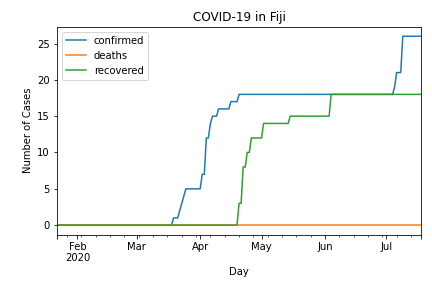 COVID-19 in Fiji
confirmed
deaths
recovered
Number of Cases
25
20
15
10
5
0
Feb Mar Apr May Jun Jul
2020
Day